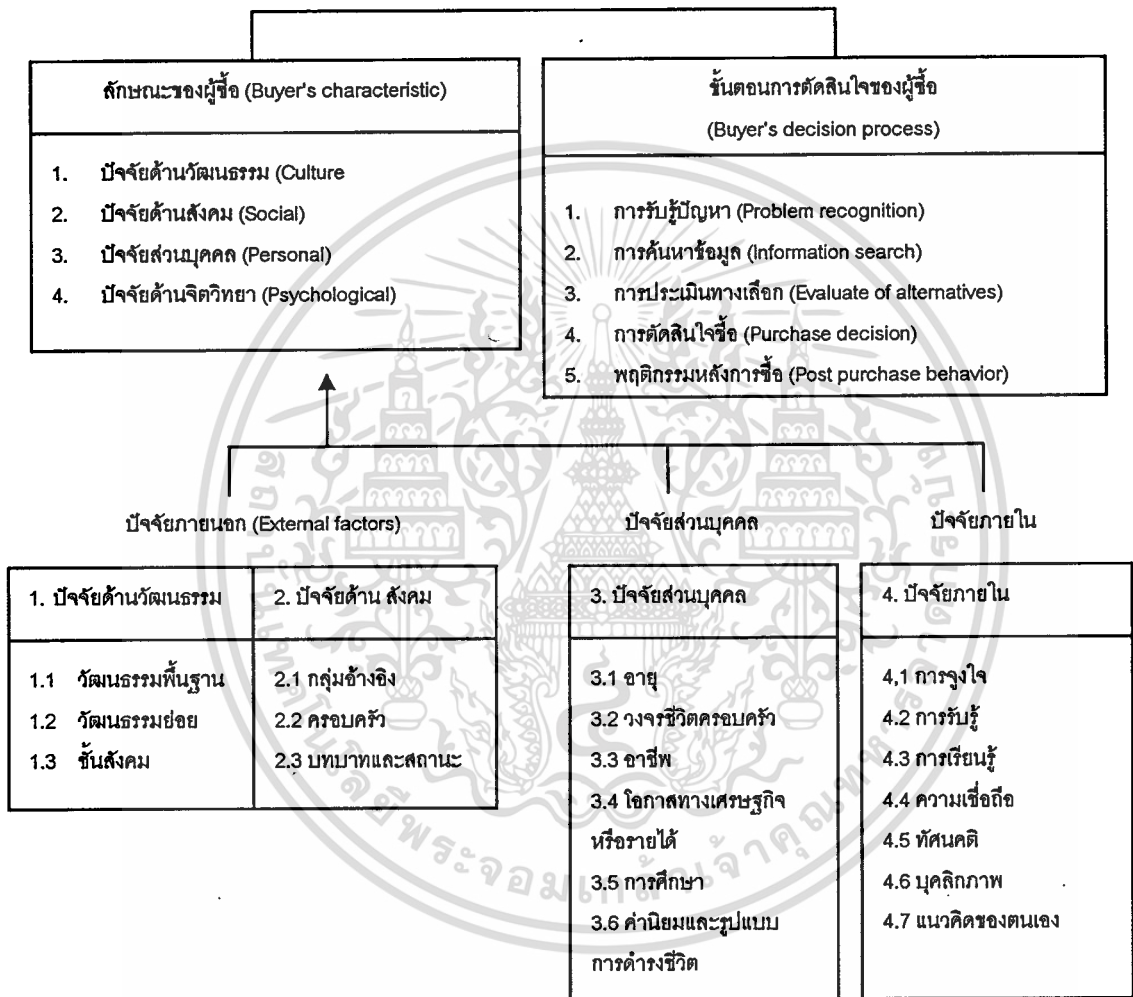 ลักษณะของผู้ซื้อ (Buyer's characteristic)
1. ปัจจัยด้านวัฒนธรรม (Culture
2. ปัจจัยด้านสังคม (Social)
3. ปัจจัยส่วนบุคคล (Personal)
4. ปัจจัยด้านจิตวิทยา (Psychological)
ขั้นตอนการตัดสินใจของผู้ซื้อ
(Buyer's decision process)
1. การรับรู้ปัญหา (Problem recognition)
2. การค้นหาข้อมูล (Information search)
3. การประเมินทางเลือก (Evaluate of alternatives)
4. การตัดสินใจซื้อ (Purchase decision)
5. พฤติกรรมหลังการซื้อ (Post purchase behavior)
ปัจจัยภายนอก (External factors)
ปัจจัยส่วนบุคคล
ปัจจัยภายใน
1. ปัจจัยด้านวัฒนธรรม
1.1 วัฒนธรรมพื้นฐาน
1.2 วัฒนธรรมย่อย
1.3 ชั้นสังคม
2. ปัจจัยด้าน สังคม
2.1 กลุ่มอ้างอิง
2.2 ครอบครัว
2.3 บทบาทและสถานะ
3. ปัจจัยส่วนบุคคล
3.1 อายุ
3.2 วงจรชีวิตครอบครัว
3.3 อาชีพ
3.4 โอกาสทางเศรษฐกิจ
หรือรายได้
3.5 การศึกษา
3.6 ค่านิยมและรูปแบบ
การดำรงชีวิต
4. ปัจจัยภายใน
4,1 การจูงใจ
4.2 การรับรู้
4.3 การเรียนรู้
4.4 ความเชื่อถือ
4.5 ทัศนคติ
4.6 บุคลิกภาพ
4.7 แนวคิดของตนเอง